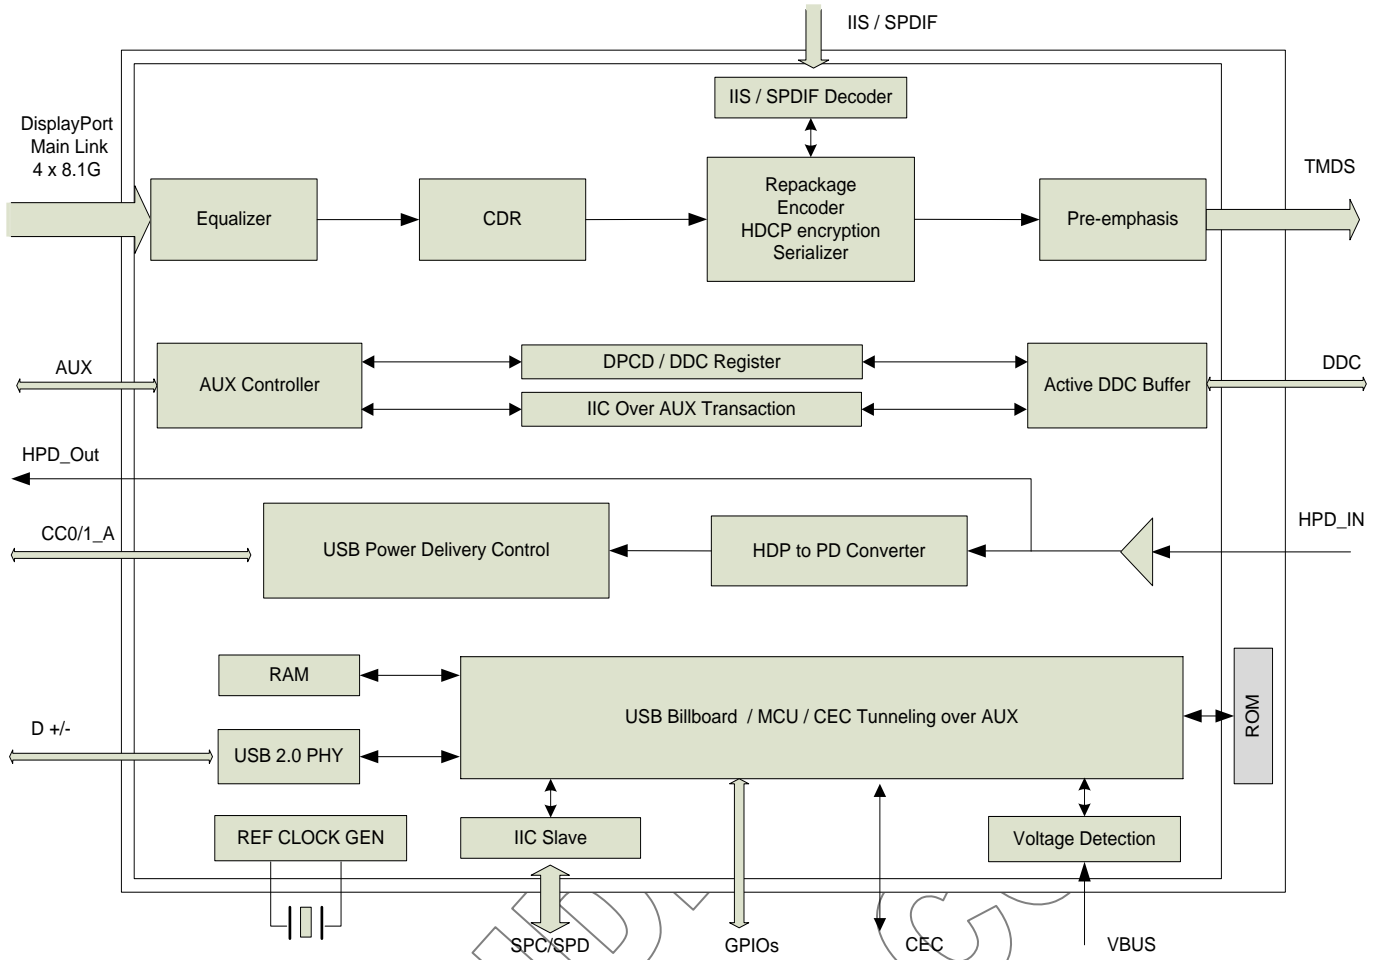 IIS / SPDIF
IIS / SPDIF Decoder
DisplayPort
Main Link
4 x 8.1G
TMDS
Equalizer
CDR
Repackage
Encoder
HDCP encryption
Serializer
Pre-emphasis
AUX
AUX Controller
DPCD / DDC Register
IIC Over AUX Transaction
Active DDC Buffer
DDC
HPD_Out
CC0/1_A
USB Power Delivery Control
HDP to PD Converter
HPD_IN
RAM
USB Billboard / MCU / CEC Tunneling over AUX
ROM
D +/-
USB 2.0 PHY
REF CLOCK GEN
IIC Slave
Voltage Detection
SPC/SPD
GPIOs
CEC
VBUS